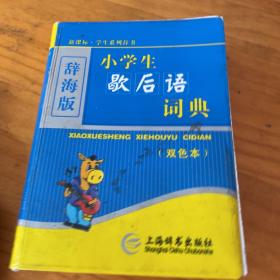 新课标·学生系列辞书
辞海版
小学生
歇后语
词典
XIAOXUESHENG
XIEHOUYU CIDIAN
(双色本)
上海辞书出版社
Shanghai Cishu Chubanshe